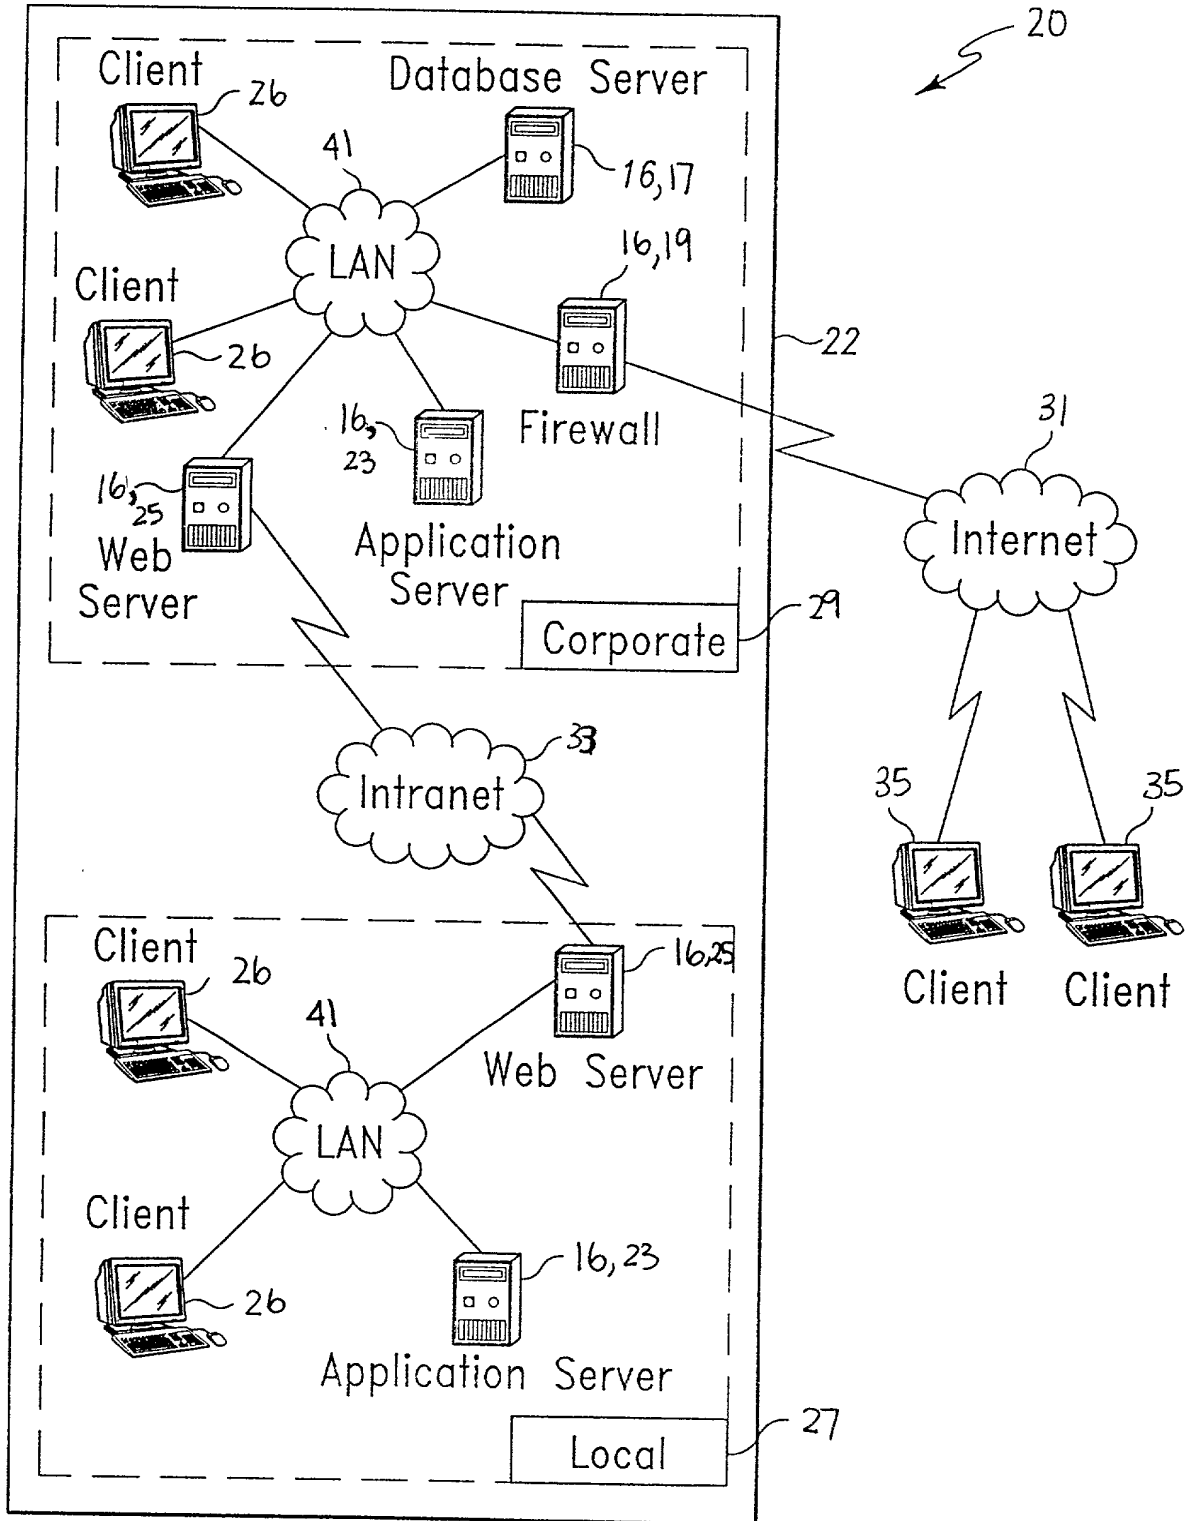 20
Client
Database Server
26
41
16,17
LAN
16,19
Client
22
26
Firewall
31
16,
23
16,
25
Internet
Application
Server
Web
Server
29
Corporate
33
Intranet
35
35
Client
16,25
26
Client
Client
41
Web Server
LAN
Client
16,23
26
Application Server
27
Local